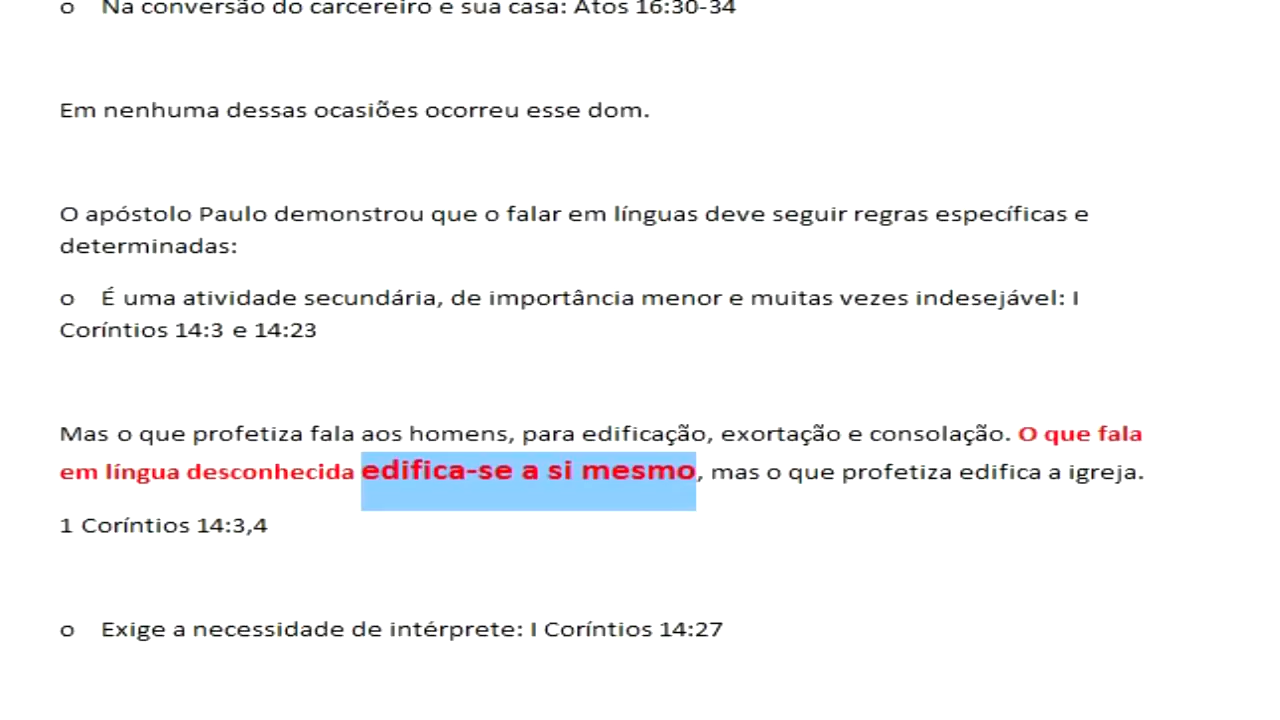 o Na conversão do carcereiro e sua casa: Atos 16:30-34
Em nenhuma dessas ocasiões ocorreu esse dom.
O apóstolo Paulo demonstrou que o falar em línguas deve seguir regras específicas e
determinadas:
o É uma atividade secundária, de importância menor e muitas vezes indesejável: I
Coríntios 14:3 e 14:23
Mas o que profetiza fala aos homens, para edificação, exortação e consolação. O que fala
em língua desconhecida edifica-se a si mesmo, mas o que profetiza edifica a igreja.
1 Coríntios 14:3,4
o Exige a necessidade de intérprete: I Coríntios 14:27